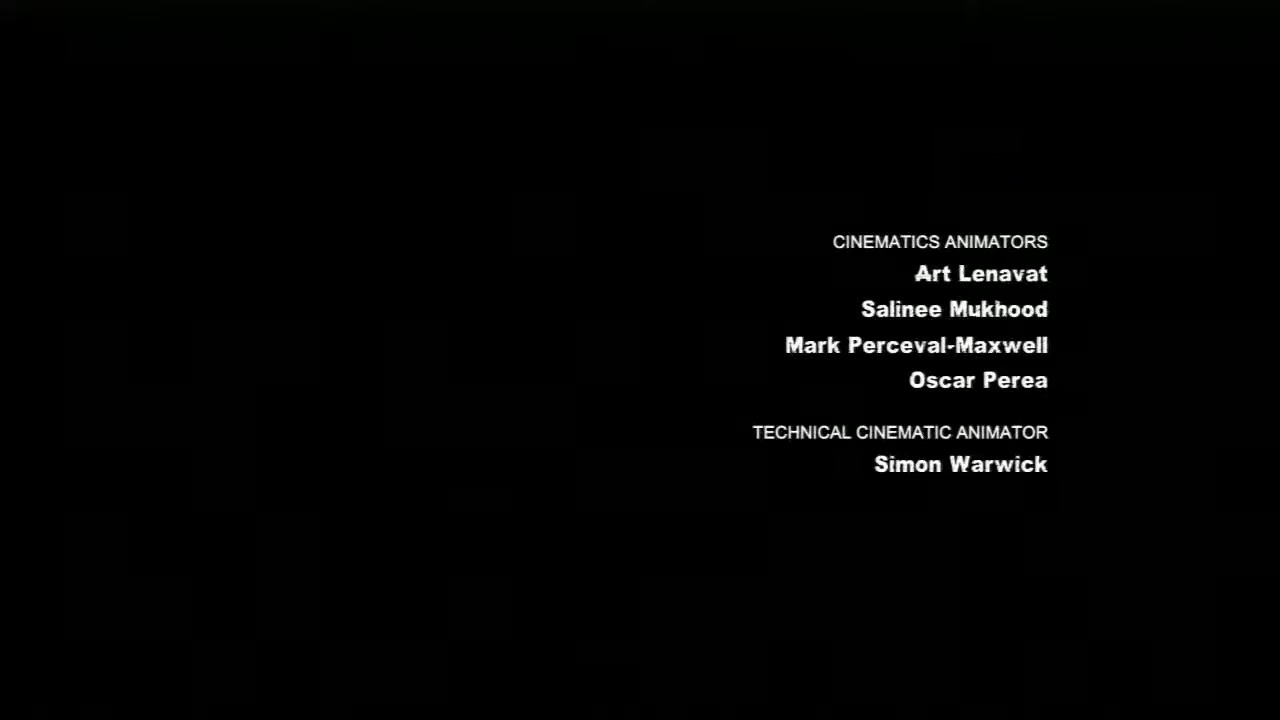 CINEMATICS ANIMATORS
Art Lenavat
Salinee Mukhood
Mark Perceval-Maxwell
Oscar Perea
TECHNICAL CINEMATIC ANIMATOR
Simon Warwick